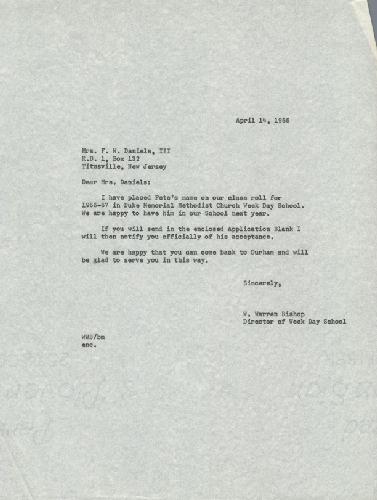 April 14, 1966
Mrs. F. W. Daniels, III
R.D. 1, Box 132
Titusville, New Jersey
Dear Mrs. Daniels:
I have placed Pete's name on our class roll for
1966-67 in Duke Memorial Methodist Church Week Day School.
We are happy to have him in our School next year.
If you will send in the enclosed Application Blank I
will then notify you officially of his acceptance.
We are happy that you can come back to Durham and will
be glad to serve you in this way.
Sincerely,
W. Warren Bishop
Director of Week Day School
WWB/bm
enc.